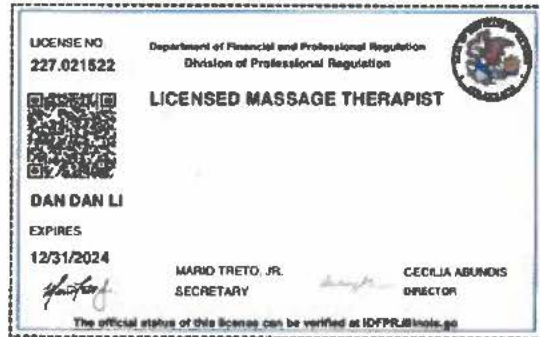 LICENSE NO.
227.021522
Department of Financial and Professional Regulation
Division of Professional Regulation
LICENSED MASSAGE THERAPIST
DAN DAN LI
EXPIRES
12/31/2024
MARIO TRETO, JR.
SECRETARY
CECILIA ABUNDIS
DIRECTOR
The official status of this license can be verified at IDFPR.illinois.go